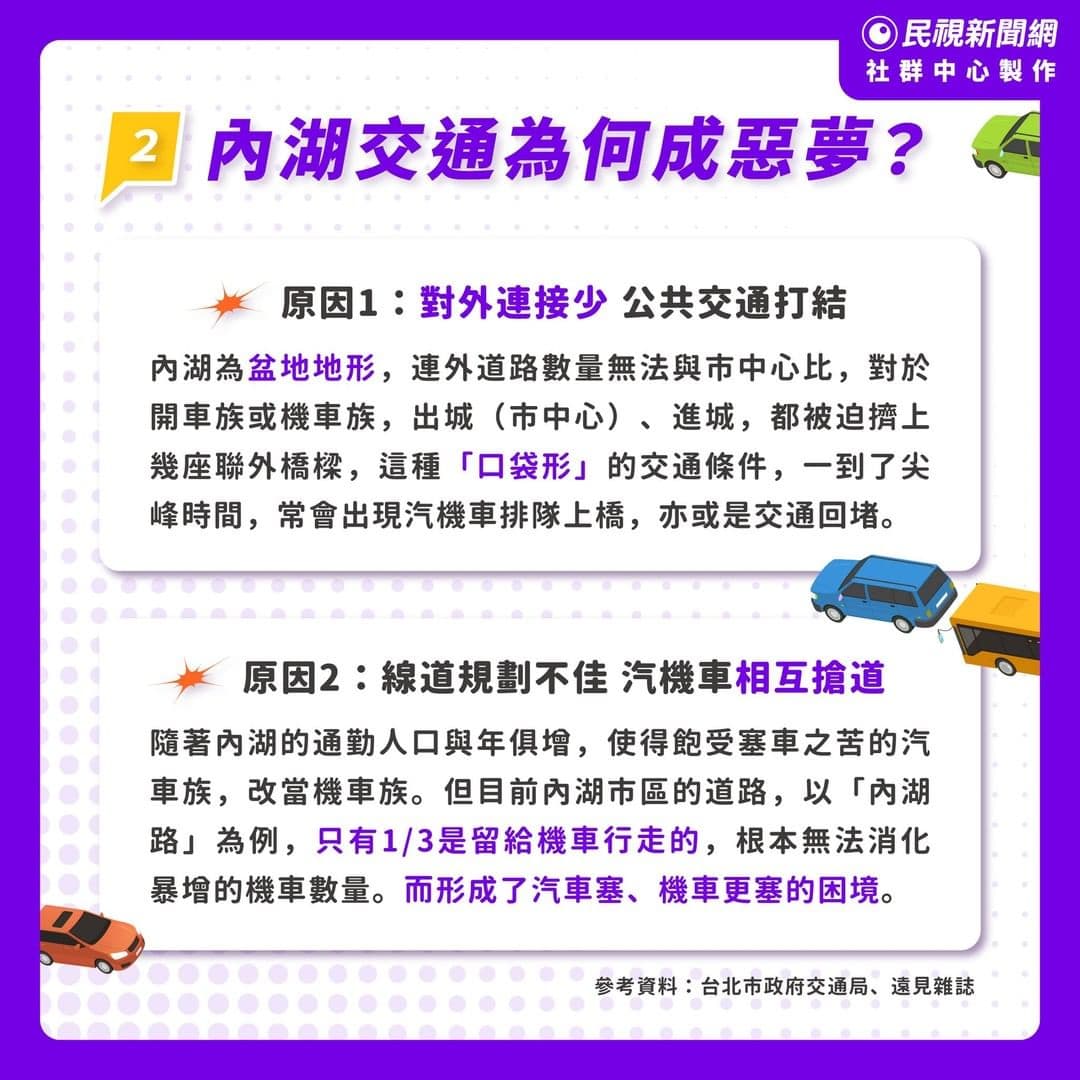 民視新聞網
社群中心製作
2 內湖交通為何成惡夢？
原因1：對外連接少 公共交通打結
內湖為盆地地形，連外道路數量無法與市中心比，對於
開車族或機車族，出城（市中心）、進城，都被迫擠上
幾座聯外橋樑，這種「口袋形」的交通條件，一到了尖
峰時間，常會出現汽機車排隊上橋，亦或是交通回堵。
原因2：線道規劃不佳 汽機車相互搶道
隨著內湖的通勤人口與年俱增，使得飽受塞車之苦的汽
車族，改當機車族。但目前內湖市區的道路，以「內湖
路」為例，只有1/3是留給機車行走的，根本無法消化
暴增的機車數量。而形成了汽車塞、機車更塞的困境。
參考資料：台北市政府交通局、遠見雜誌